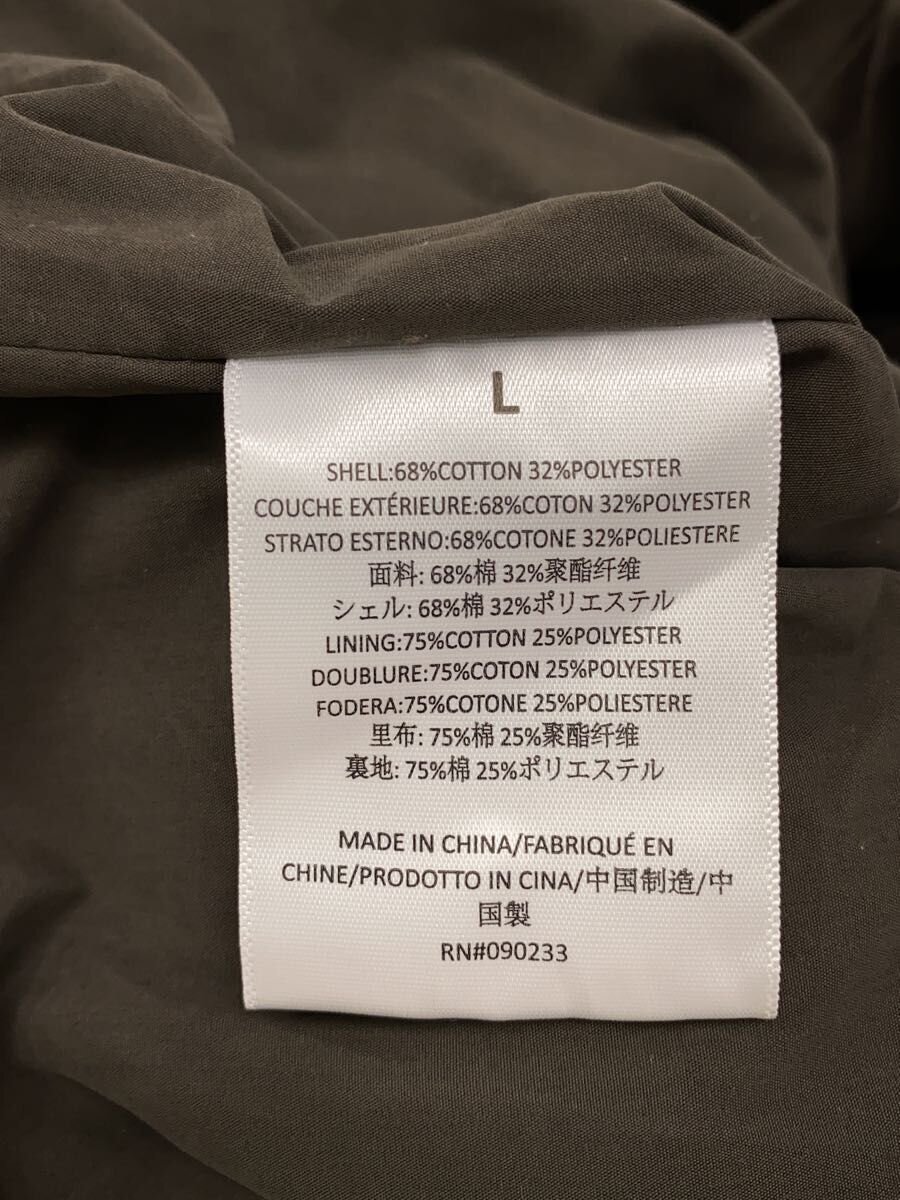 L
SHELL:68%COTTON 32%POLYESTER
COUCHE EXTÉRIEURE:68%COTON 32%POLYESTER
STRATO ESTERNO:68%COTONE 32%POLIESTERE
面料: 68%棉 32%聚酯纤维
シェル: 68%棉 32%ポリエステル
LINING:75%COTTON 25%POLYESTER
DOUBLURE:75%COTON 25%POLYESTER
FODERA:75%COTONE 25%POLIESTERE
里布: 75%棉 25%聚酯纤维
裏地: 75%棉 25%ポリエステル
MADE IN CHINA/FABRIQUÉ EN
CHINE/PRODOTTO IN CINA/中国制造/中
国製
RN#090233